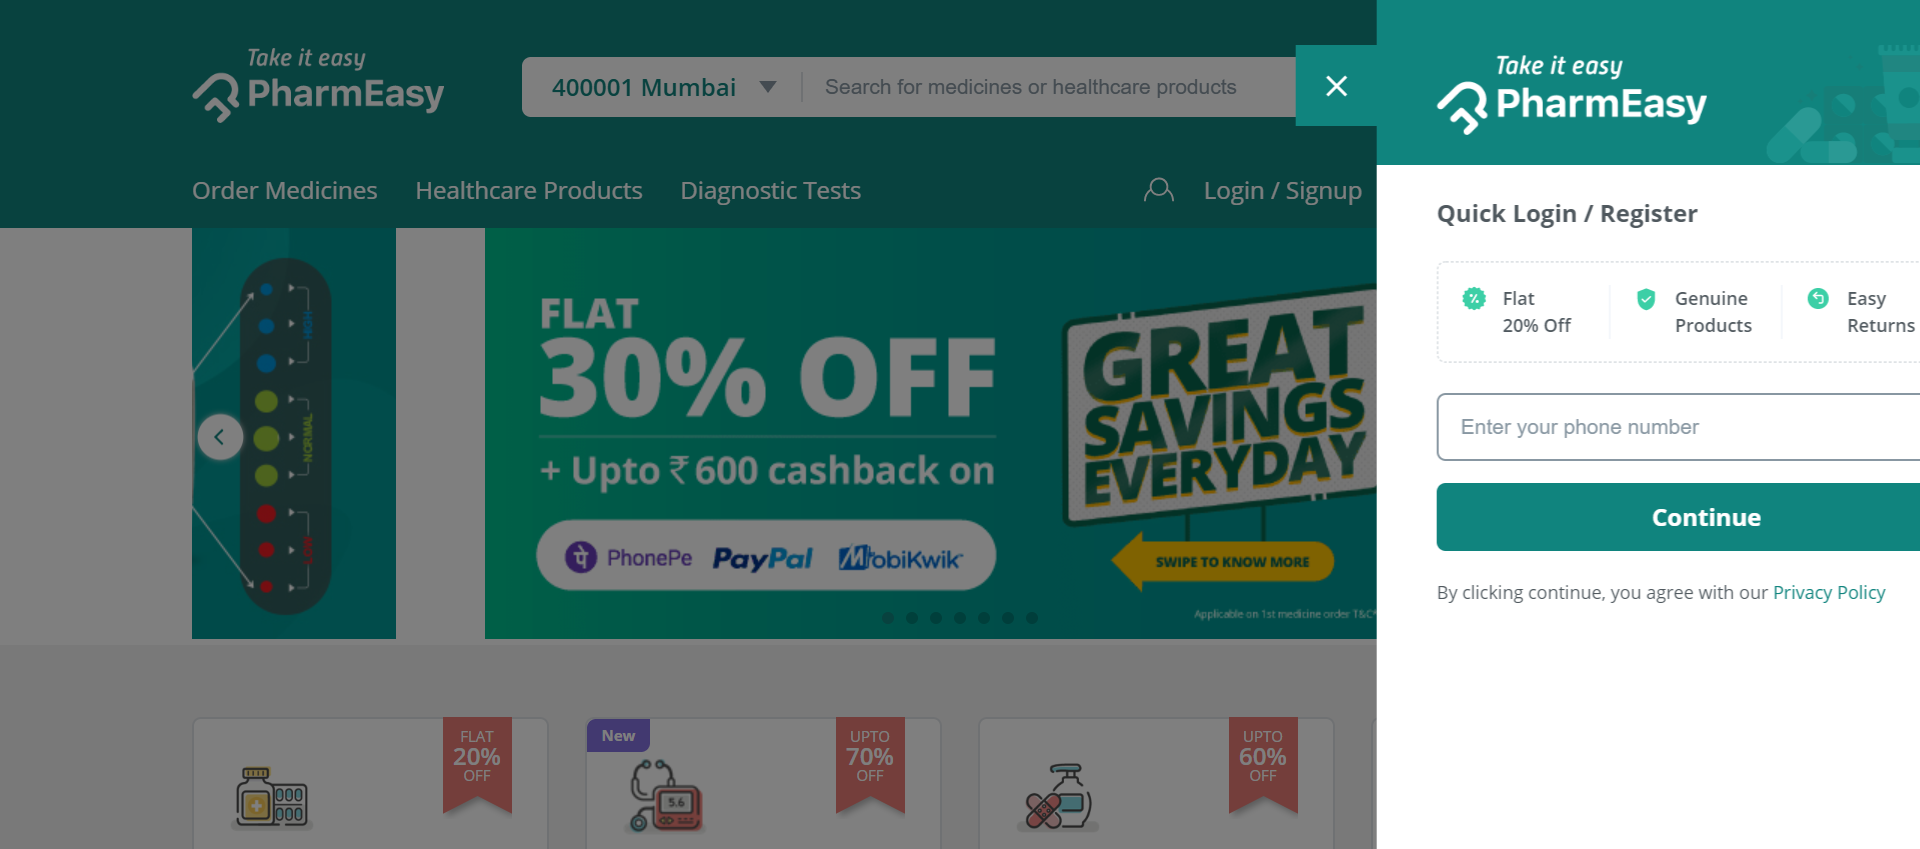 Take it easy
PharmEasy
400001 Mumbai
Search for medicines or healthcare products
Order Medicines
Healthcare Products
Diagnostic Tests
Login / Signup
HIGH
NORMAL
LOW
FLAT
30% OFF
+ Upto ₹600 cashback on
PhonePe
PayPal
MobiKwik
GREAT
SAVINGS
EVERYDAY
SWIPE TO KNOW MORE
Applicable on 1st medicine order T&C*
FLAT
20%
OFF
New
UPTO
70%
OFF
5.6
UPTO
60%
OFF
Take it easy
PharmEasy
Quick Login / Register
Flat
20% Off
Genuine
Products
Easy
Returns
Enter your phone number
Continue
By clicking continue, you agree with our Privacy Policy